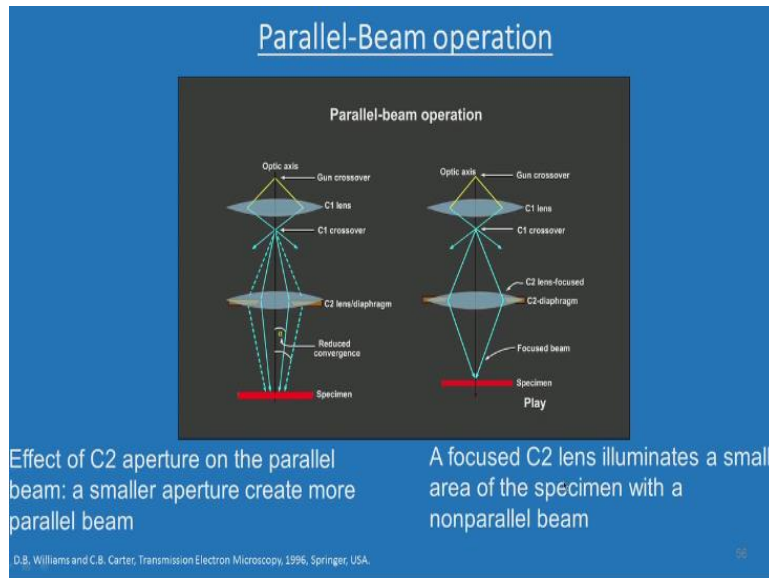 Parallel-Beam operation
Parallel-beam operation
Optic axis
Gun crossover
C1 lens
C1 crossover
C2 lens/diaphragm
α
Reduced
convergence
Specimen
Optic axis
Gun crossover
C1 lens
C1 crossover
C2 lens-focused
C2-diaphragm
Focused beam
Specimen
Play
Effect of C2 aperture on the parallel
beam: a smaller aperture create more
parallel beam
A focused C2 lens illuminates a small
area of the specimen with a
nonparallel beam
D.B, Williams and C.B. Carter, Transmission Electron Microscopy, 1996, Springer, USA.
96